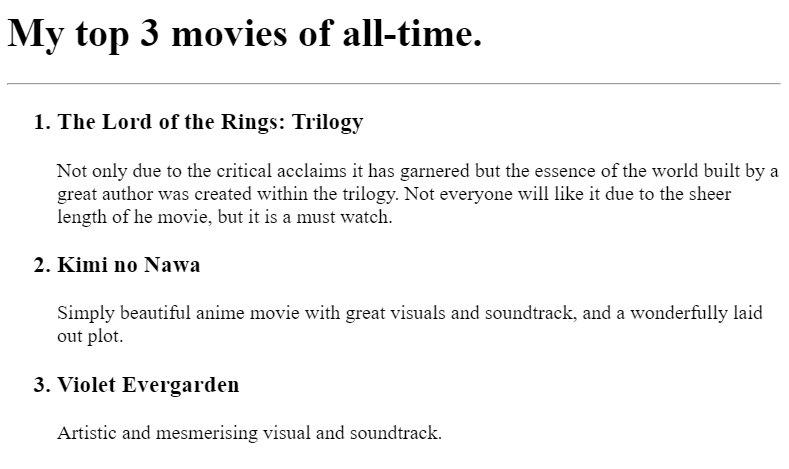 My top 3 movies of all-time.
1. The Lord of the Rings: Trilogy
Not only due to the critical acclaims it has garnered but the essence of the world built by a
great author was created within the trilogy. Not everyone will like it due to the sheer
length of he movie, but it is a must watch.
2. Kimi no Nawa
Simply beautiful anime movie with great visuals and soundtrack, and a wonderfully laid
out plot.
3. Violet Evergarden
Artistic and mesmerising visual and soundtrack.